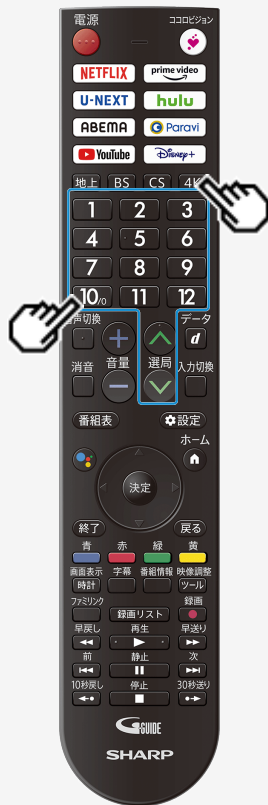 電源 ココロビジョン
NETFLIX prime video
U-NEXT hulu
ABEMA Paravi
YouTube Disney+
地上 BS CS 4K
1 2 3
4 5 6
7 8 9
10/0 11 12
声切換 データ
d
消音 音量 選局 入力切換
番組表 設定
ホーム
決定
終了 戻る
青 赤 緑 黄
画面表示 字幕 番組情報 映像調整
時計 ツール
ファミリンク 録画
録画リスト
早戻し 再生 早送り
前 静止 次
10秒戻し 停止 30秒送り
G GUIDE
SHARP